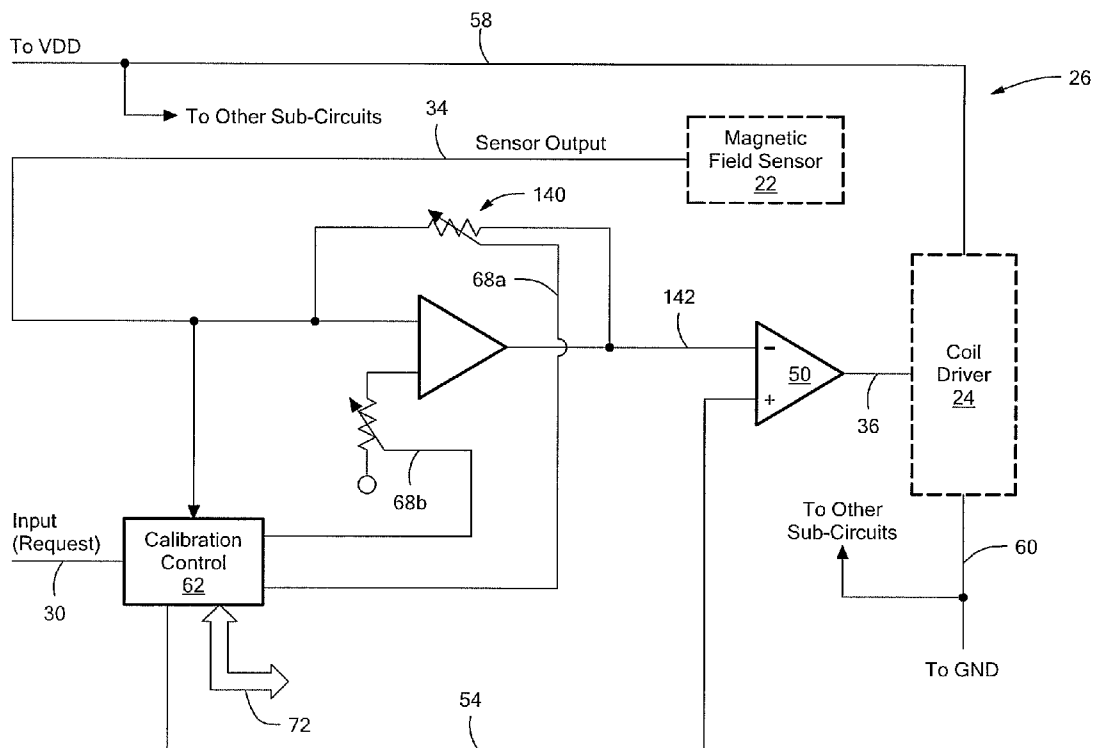 58
To VDD
26
To Other Sub-Circuits
34
Sensor Output
Magnetic
Field Sensor
22
140
68a
142
−
50
+
36
Coil
Driver
24
68b
Input
(Request)
30
Calibration
Control
62
To Other
Sub-Circuits
60
To GND
72
54